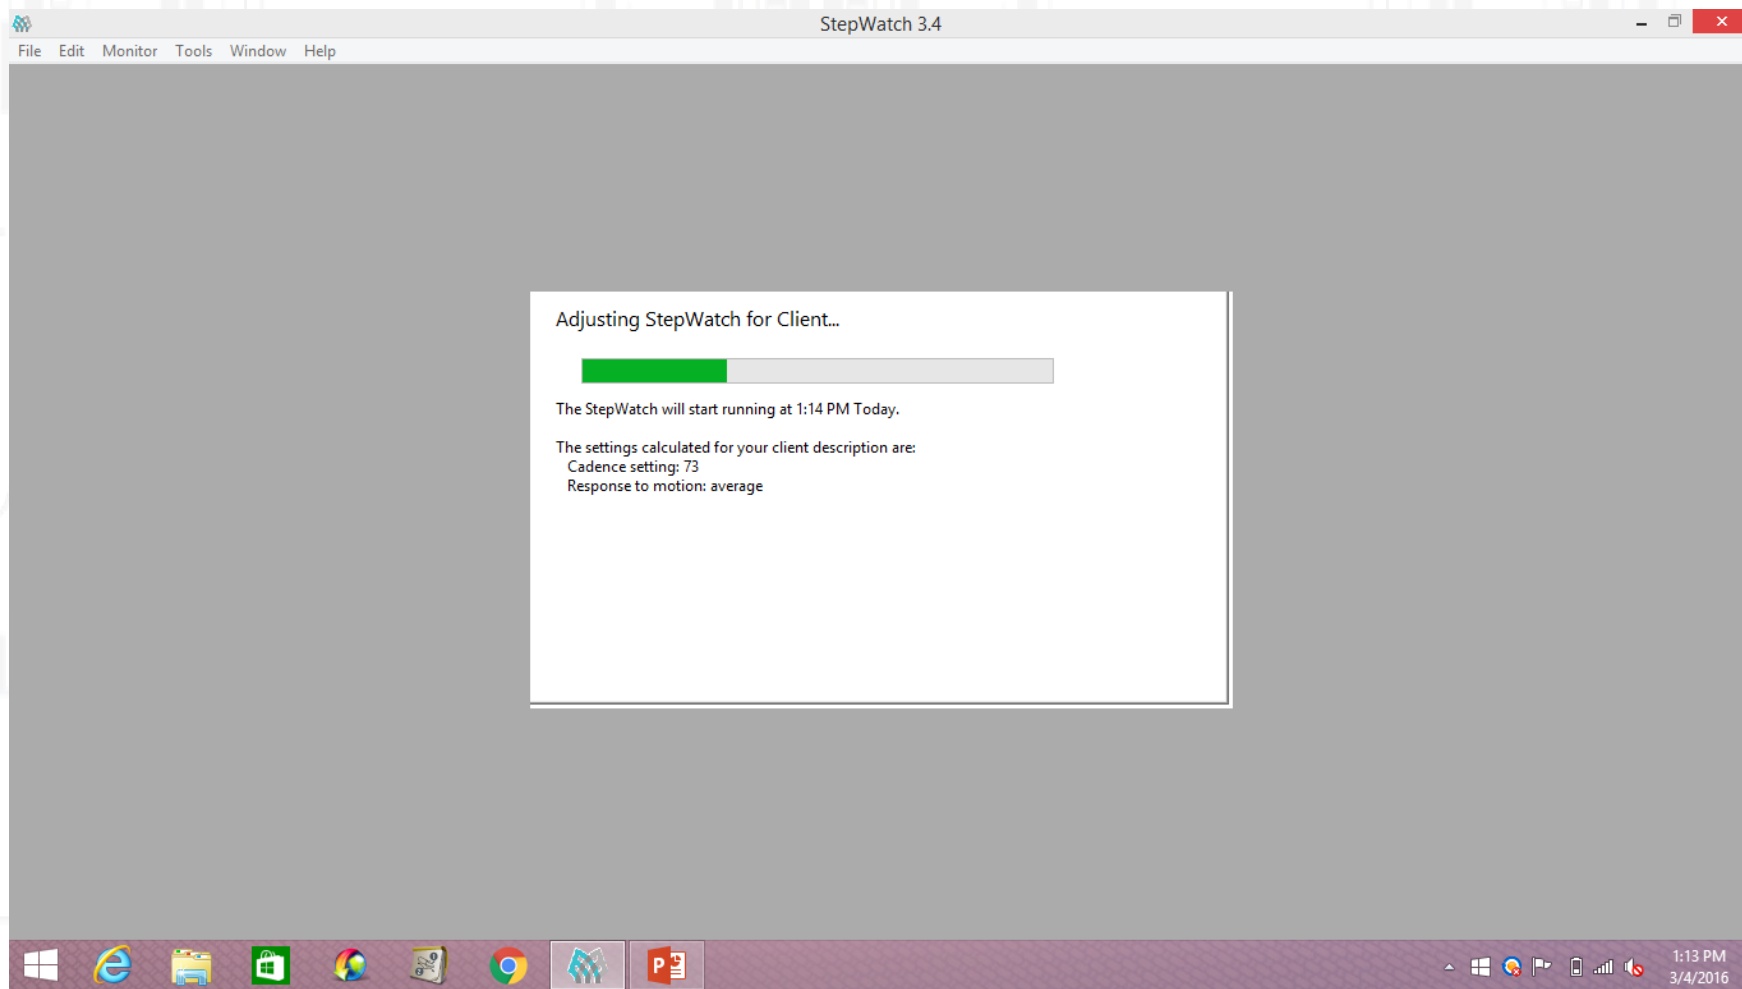 StepWatch 3.4
File Edit Monitor Tools Window Help
Adjusting StepWatch for Client...
The StepWatch will start running at 1:14 PM Today.
The settings calculated for your client description are:
Cadence setting: 73
Response to motion: average
1:13 PM
3/4/2016